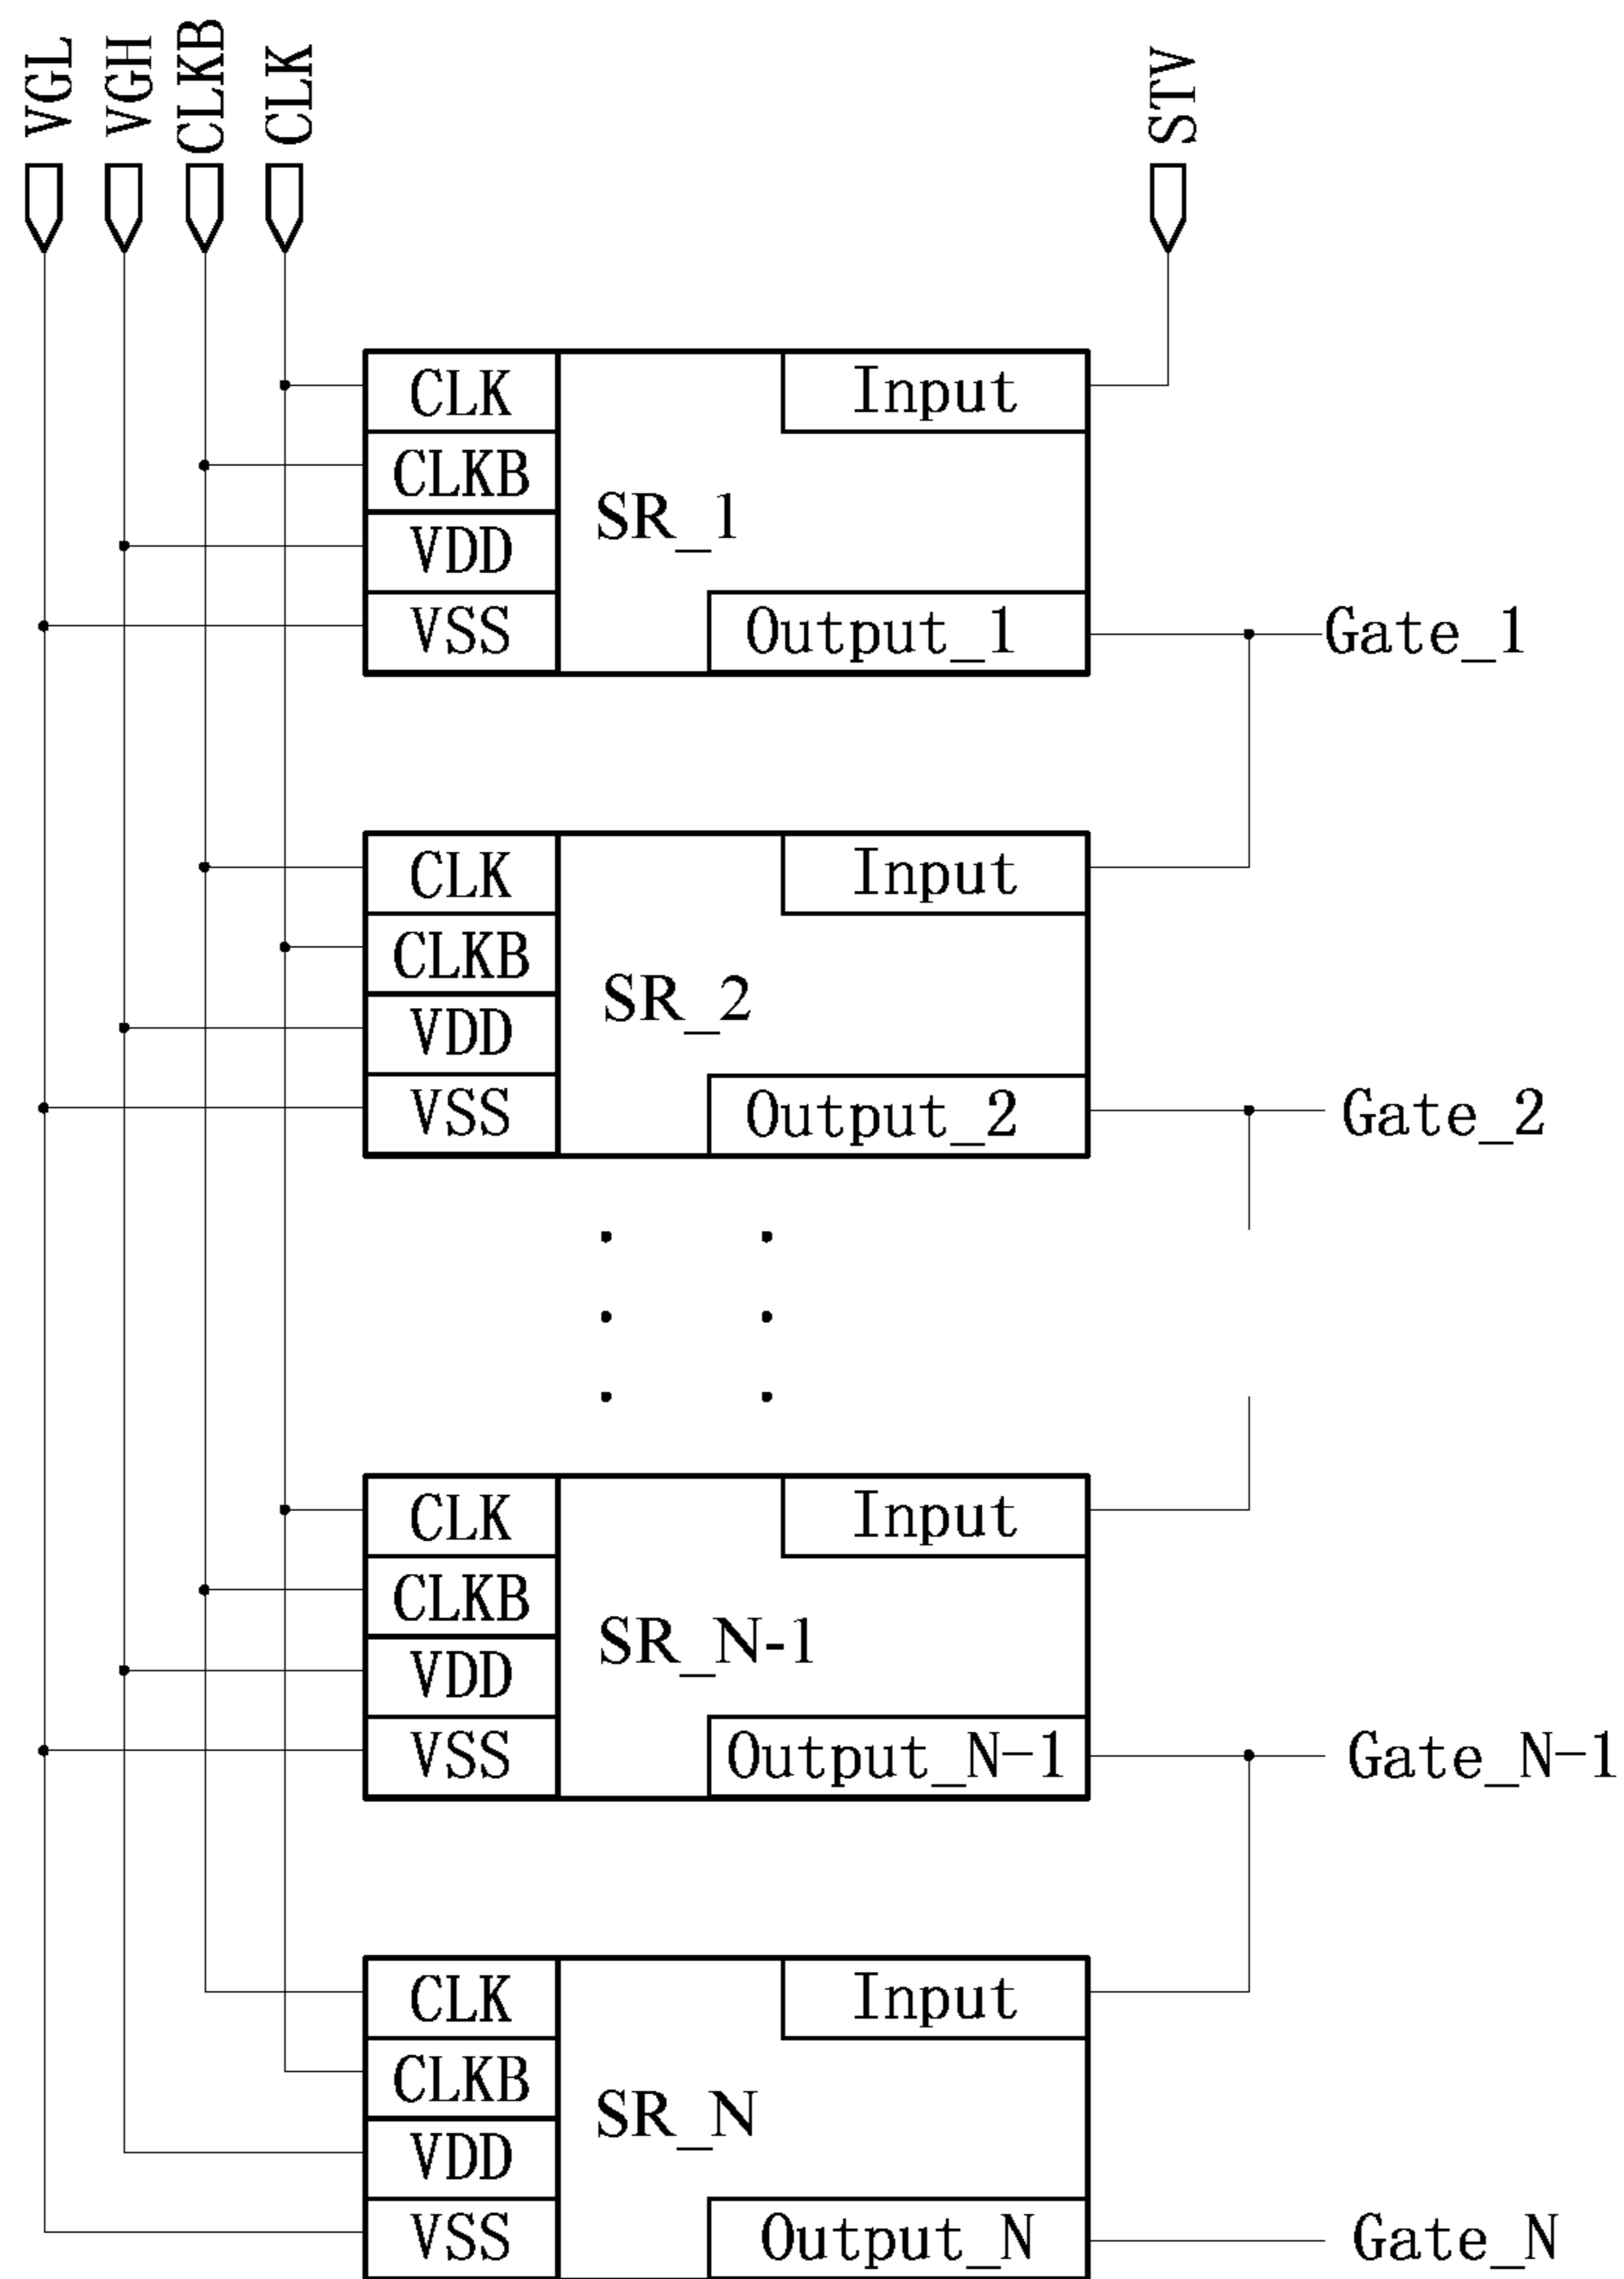 VGL
VGH
CLKB
CLK
STV
CLK
Input
CLKB
SR_1
VDD
VSS
Output_1
Gate_1
CLK
Input
CLKB
SR_2
VDD
VSS
Output_2
Gate_2
CLK
Input
CLKB
SR_N-1
VDD
VSS
Output_N-1
Gate_N-1
CLK
Input
CLKB
SR_N
VDD
VSS
Output_N
Gate_N